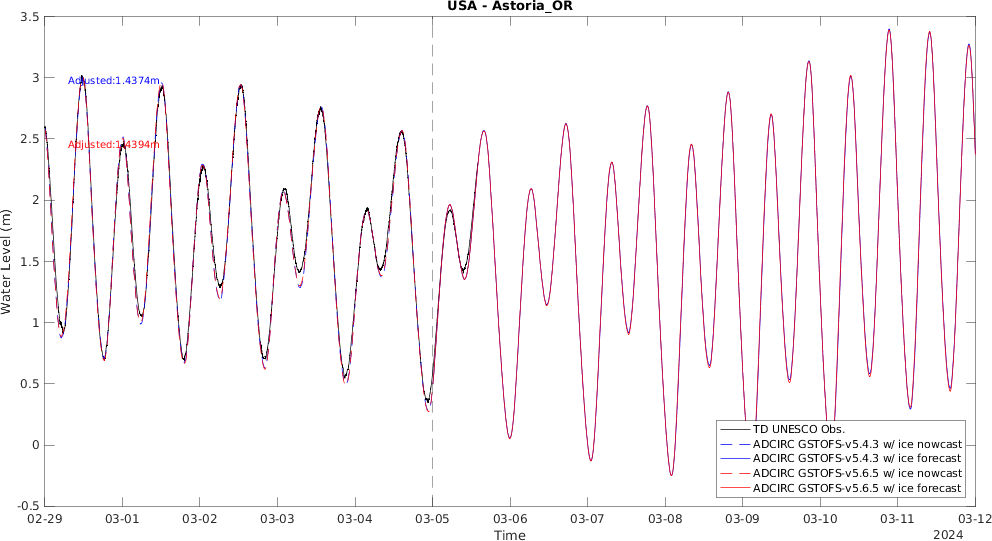 USA - Astoria_OR
3.5
3
2.5
2
1.5
1
0.5
0
-0.5
Water Level (m)
Adjusted:1.4374m
Adjusted:1.4394m
TD UNESCO Obs.
ADCIRC GSTOFS-v5.4.3 w/ ice nowcast
ADCIRC GSTOFS-v5.4.3 w/ ice forecast
ADCIRC GSTOFS-v5.6.5 w/ ice nowcast
ADCIRC GSTOFS-v5.6.5 w/ ice forecast
02-29 03-01 03-02 03-03 03-04 03-05 03-06 03-07 03-08 03-09 03-10 03-11 03-12
Time
2024